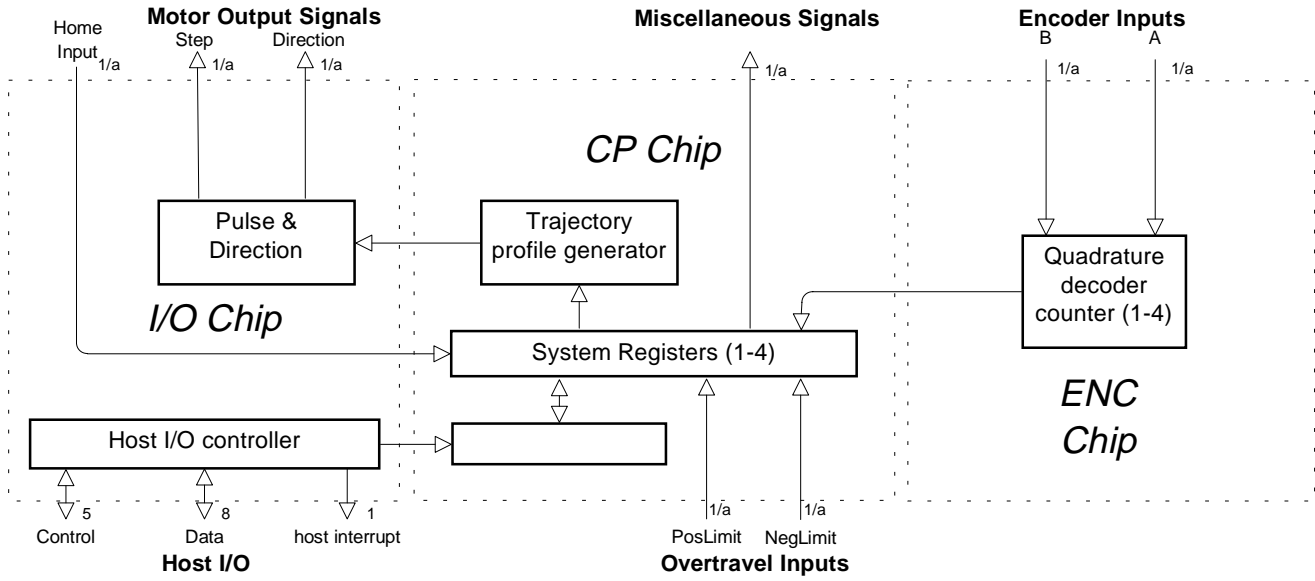 Motor Output Signals
Miscellaneous Signals
Encoder Inputs
Home
Input
1/a
Step
1/a
Direction
1/a
1/a
B
1/a
A
1/a
CP Chip
Pulse &
Direction
Trajectory
profile generator
Quadrature
decoder
counter (1-4)
I/O Chip
System Registers (1-4)
ENC
Chip
Host I/O controller
5
8
1
1/a
1/a
Control
Data
host interrupt
PosLimit
NegLimit
Host I/O
Overtravel Inputs